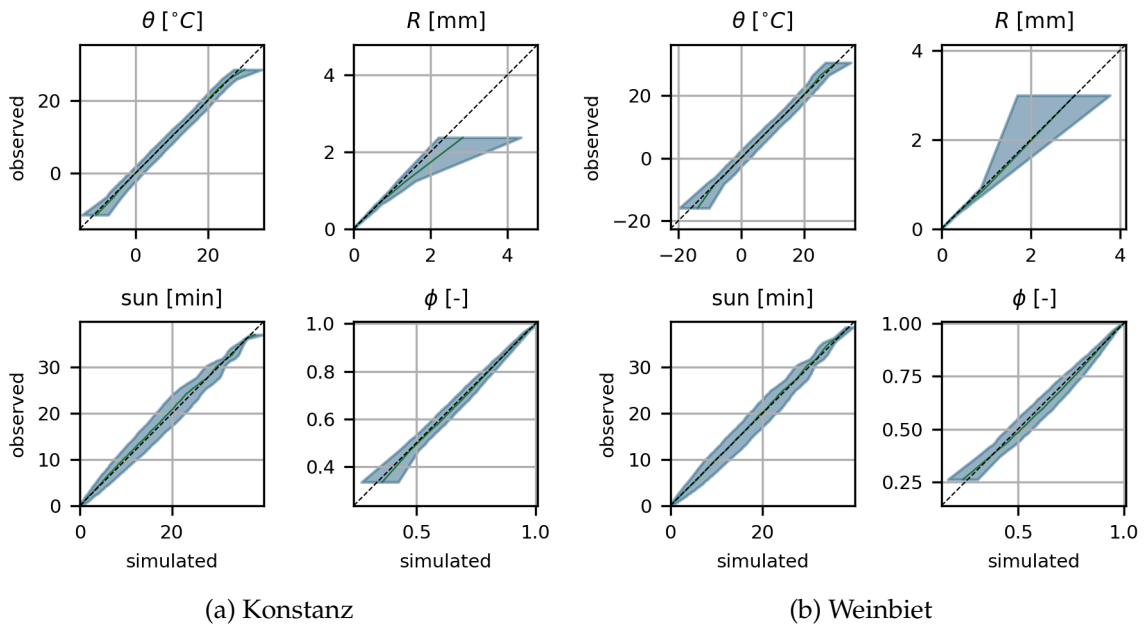 θ [°C]
R [mm]
θ [°C]
R [mm]
observed
20
0
0
20
4
2
0
0
2
4
observed
20
0
−20
−20
0
20
4
2
0
0
2
4
sun [min]
ϕ [-]
sun [min]
ϕ [-]
observed
30
20
10
0
0
20
simulated
1.0
0.8
0.6
0.4
0.5
1.0
simulated
observed
30
20
10
0
0
20
simulated
1.00
0.75
0.50
0.25
0.5
1.0
simulated
(a) Konstanz
(b) Weinbiet